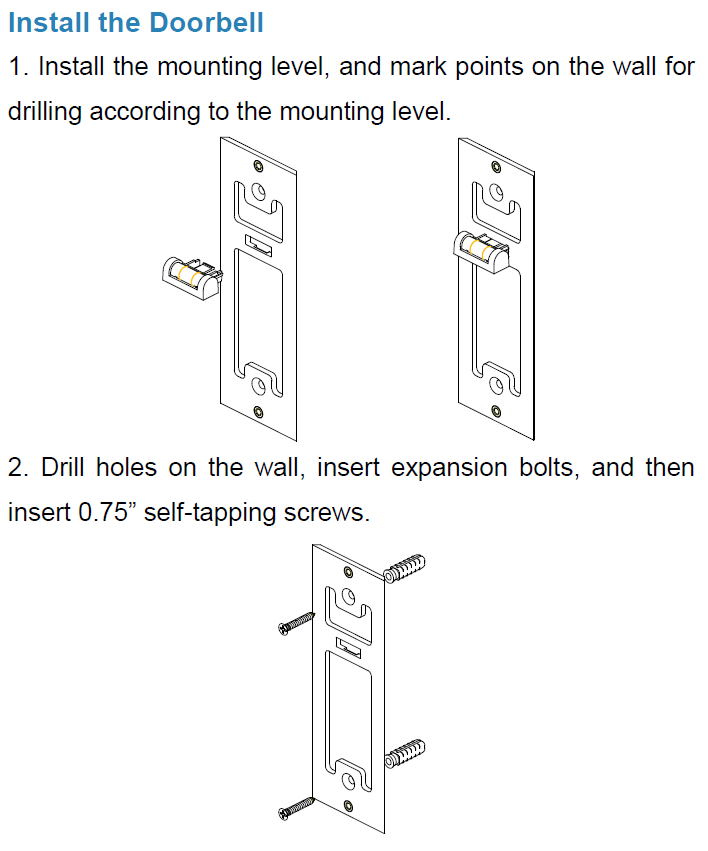 Install the Doorbell
1. Install the mounting level, and mark points on the wall for
drilling according to the mounting level.
2. Drill holes on the wall, insert expansion bolts, and then
insert 0.75” self-tapping screws.